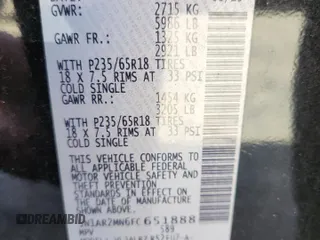 GVWR: 2715 KG
5986 LB
GAWR FR.: 1325 KG
2921 LB
WITH P235/65R18 TIRES
18 x 7.5 RIMS AT 33 PSI
COLD SINGLE
GAWR RR.: 1454 KG
3205 LB
WITH P235/65R18 TIRES
18 x 7.5 RIMS AT 33 PSI
COLD SINGLE
THIS VEHICLE CONFORMS TO
ALL APPLICABLE FEDERAL
MOTOR VEHICLE SAFETY AND
THEFT PREVENTION STANDARDS
IN EFFECT ON THE DATE OF
MANUFACTURE SHOWN ABOVE.
5N1AR2MN6FC651888
MPV 589